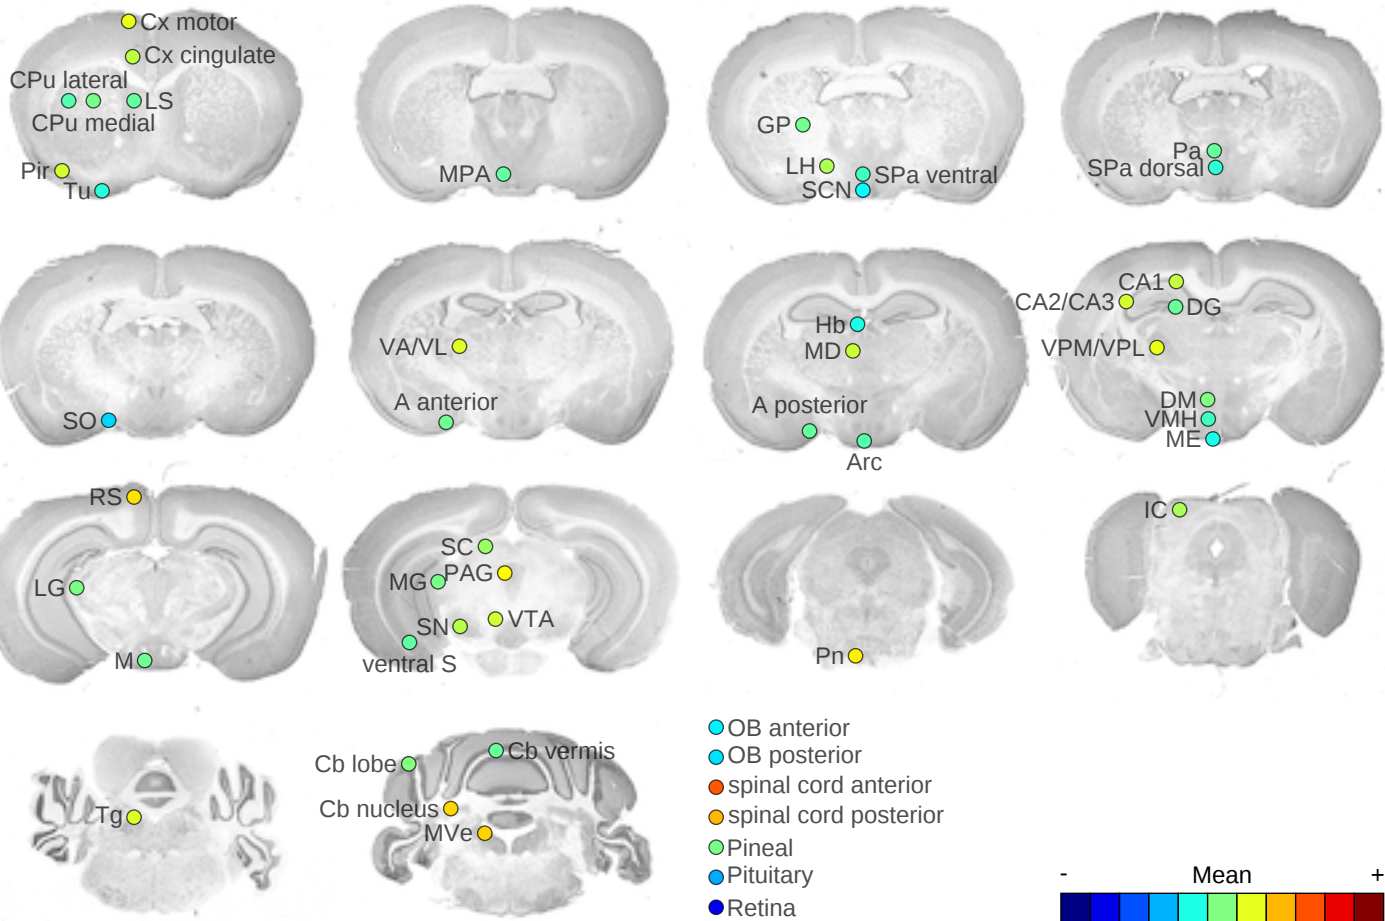 Cx motor
Cx cingulate
CPu lateral
LS
CPu medial
Pir
Tu
MPA
GP
LH
SPa ventral
SCN
Pa
SPa dorsal
SO
VA/VL
A anterior
Hb
MD
A posterior
Arc
CA1
CA2/CA3
DG
VPM/VPL
DM
VMH
ME
RS
LG
M
SC
MG
PAG
SN
VTA
ventral S
Pn
IC
Tg
Cb lobe
Cb vermis
Cb nucleus
MVe
OB anterior
OB posterior
spinal cord anterior
spinal cord posterior
Pineal
Pituitary
Retina
- Mean +